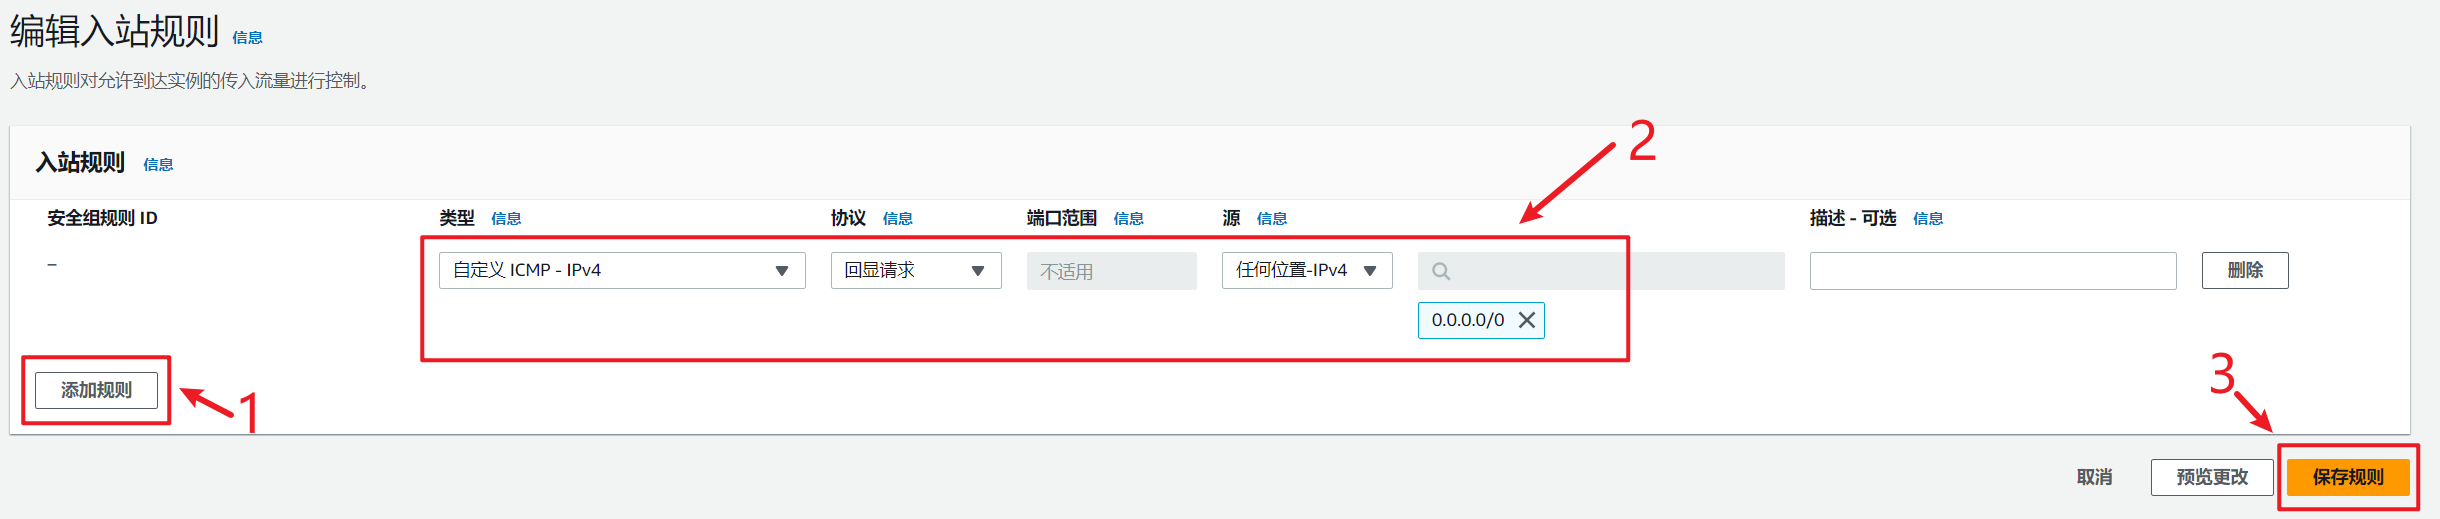 编辑入站规则 信息
入站规则对允许到达实例的传入流量进行控制。
2
入站规则 信息
安全组规则 ID 类型 信息 协议 信息 端口范围 信息 源 信息 描述 - 可选 信息
– 自定义 ICMP - IPv4 回显请求 不适用 任何位置-IPv4 删除
0.0.0.0/0
添加规则
1
3
取消 预览更改 保存规则